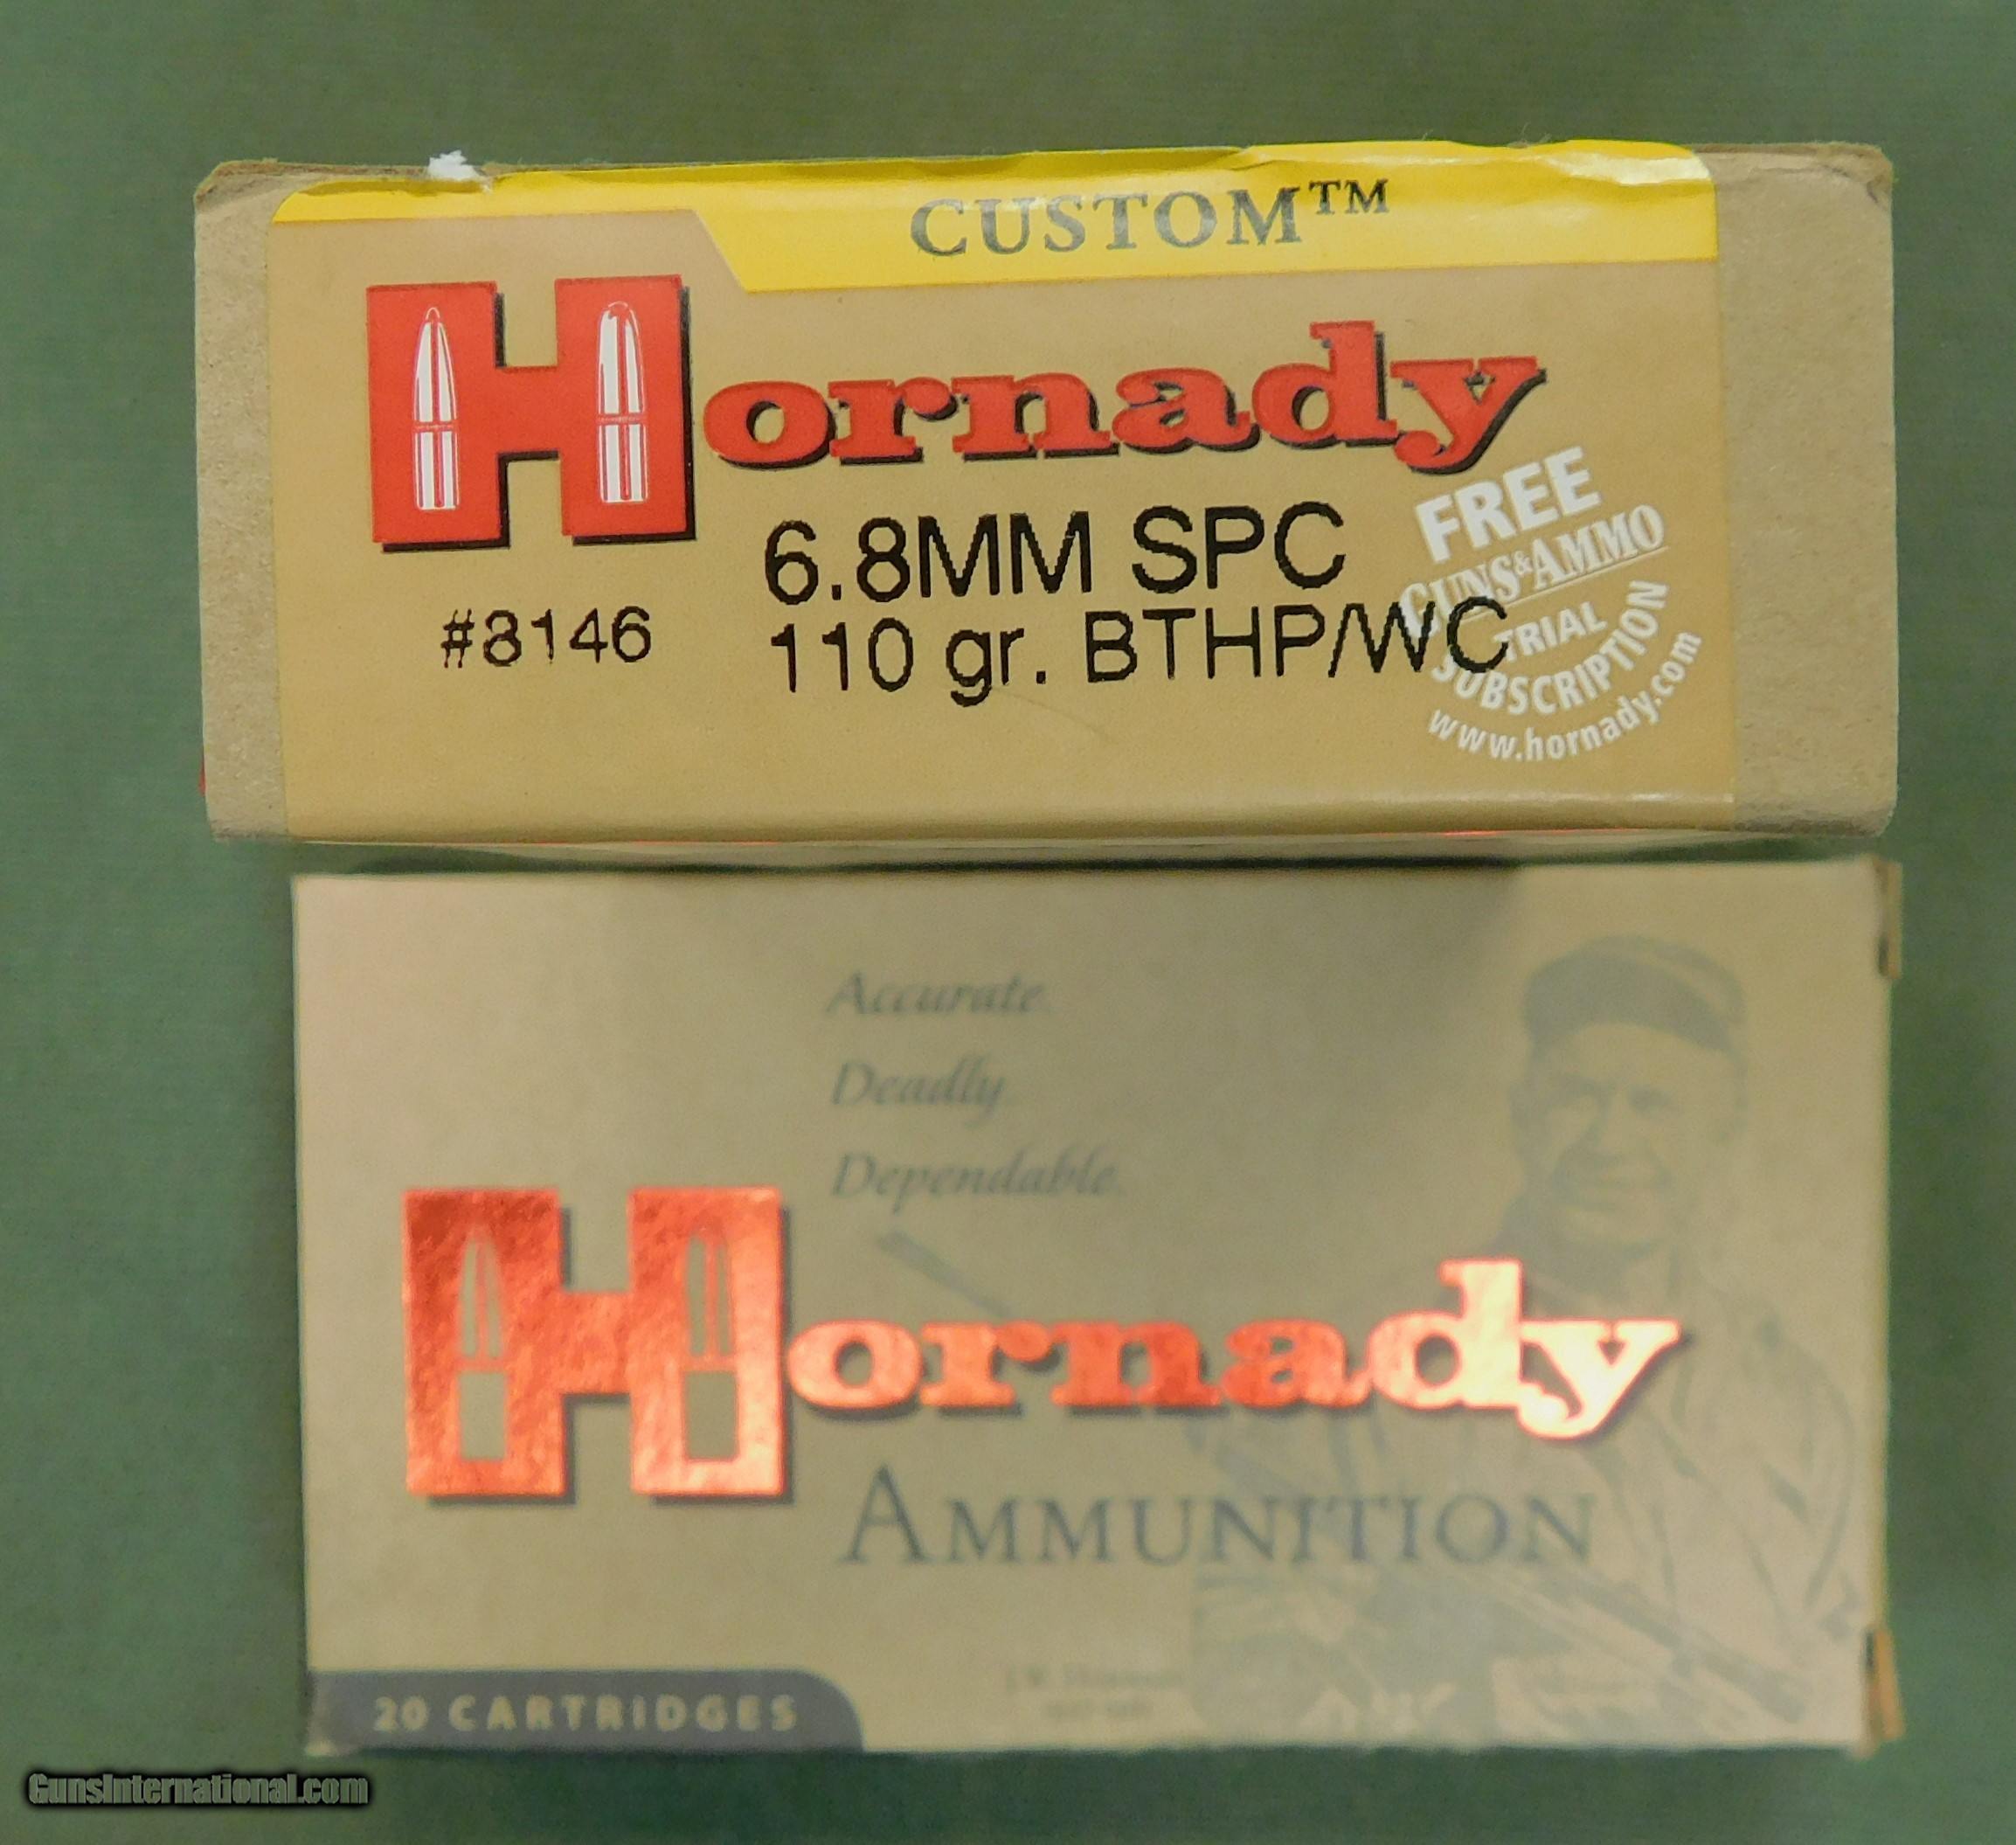 CUSTOM™
Hornady
6.8MM SPC
#8146
110 gr. BTHP/WC
FREE
GUNS&AMMO
TRIAL
SUBSCRIPTION
www.hornady.com
Accurate.
Deadly.
Dependable.
Hornady
AMMUNITION
20 CARTRIDGES
GunsInternational.com